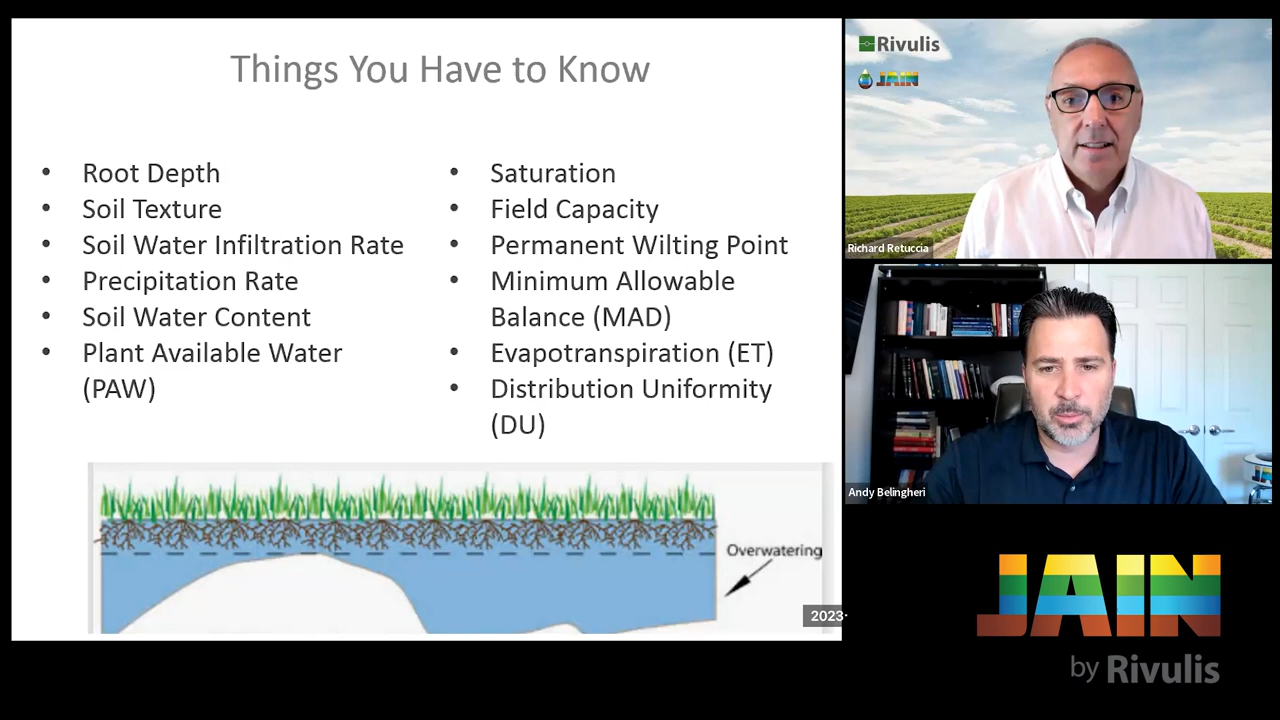 Things You Have to Know
• Root Depth
• Soil Texture
• Soil Water Infiltration Rate
• Precipitation Rate
• Soil Water Content
• Plant Available Water
(PAW)
• Saturation
• Field Capacity
• Permanent Wilting Point
• Minimum Allowable
Balance (MAD)
• Evapotranspiration (ET)
• Distribution Uniformity
(DU)
Overwatering
2023-
Rivulis
JAIN
Richard Retuccia
Andy Belingheri
JAIN
by Rivulis